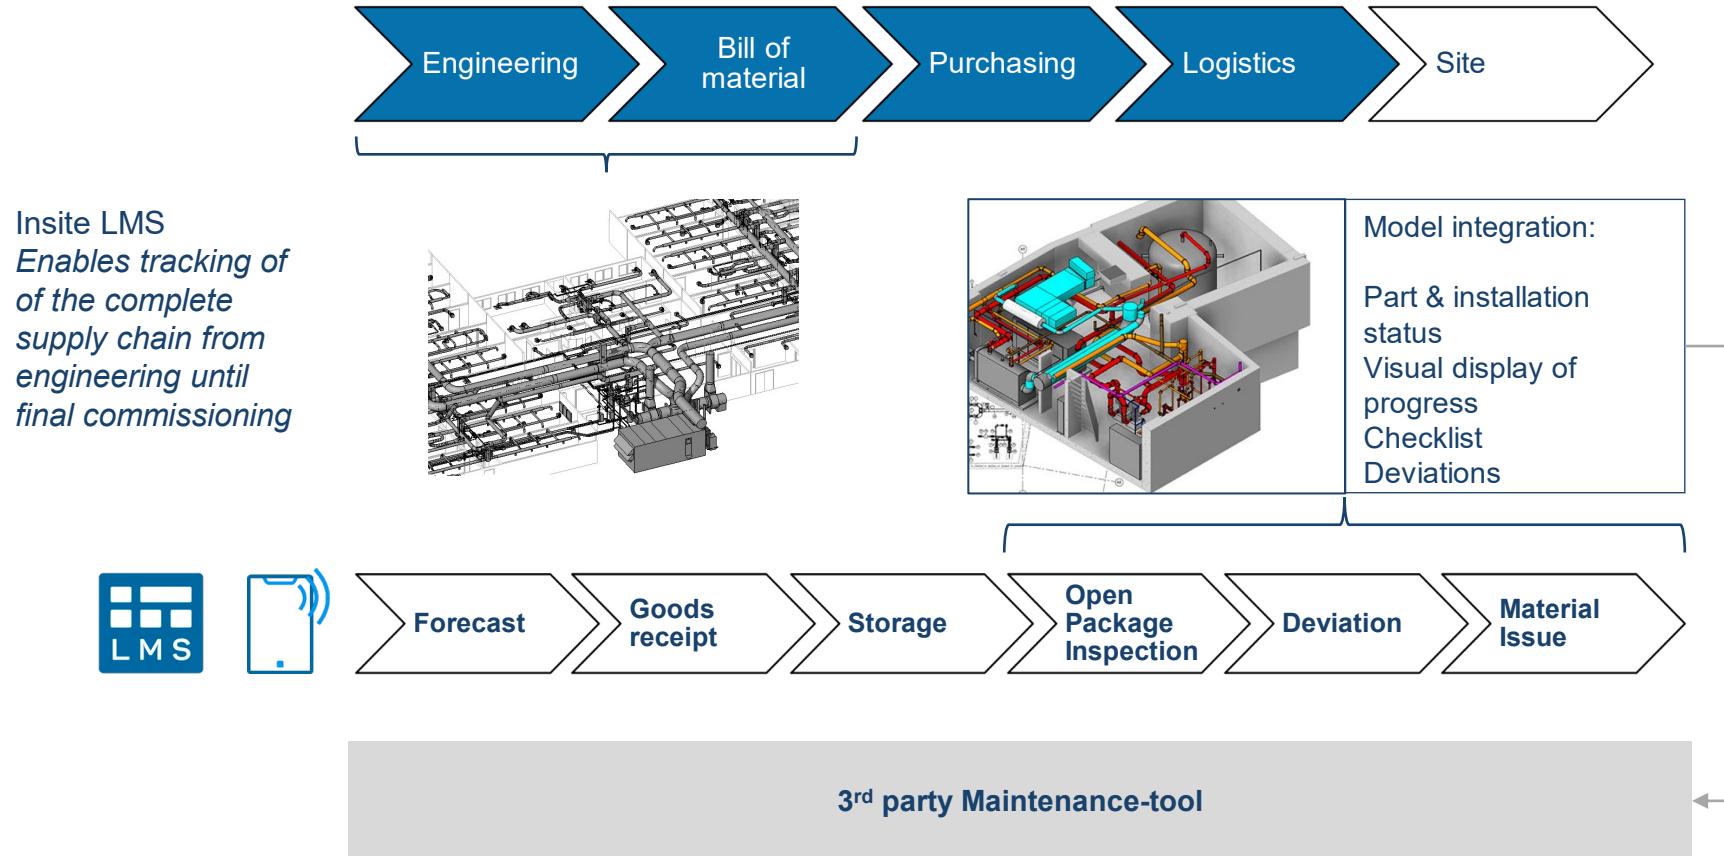 Engineering
Bill of
material
Purchasing
Logistics
Site
Insite LMS
Enables tracking of
of the complete
supply chain from
engineering until
final commissioning
Model integration:
Part & installation
status
Visual display of
progress
Checklist
Deviations
LMS
Forecast
Goods
receipt
Storage
Open
Package
Inspection
Deviation
Material
Issue
3rd party Maintenance-tool